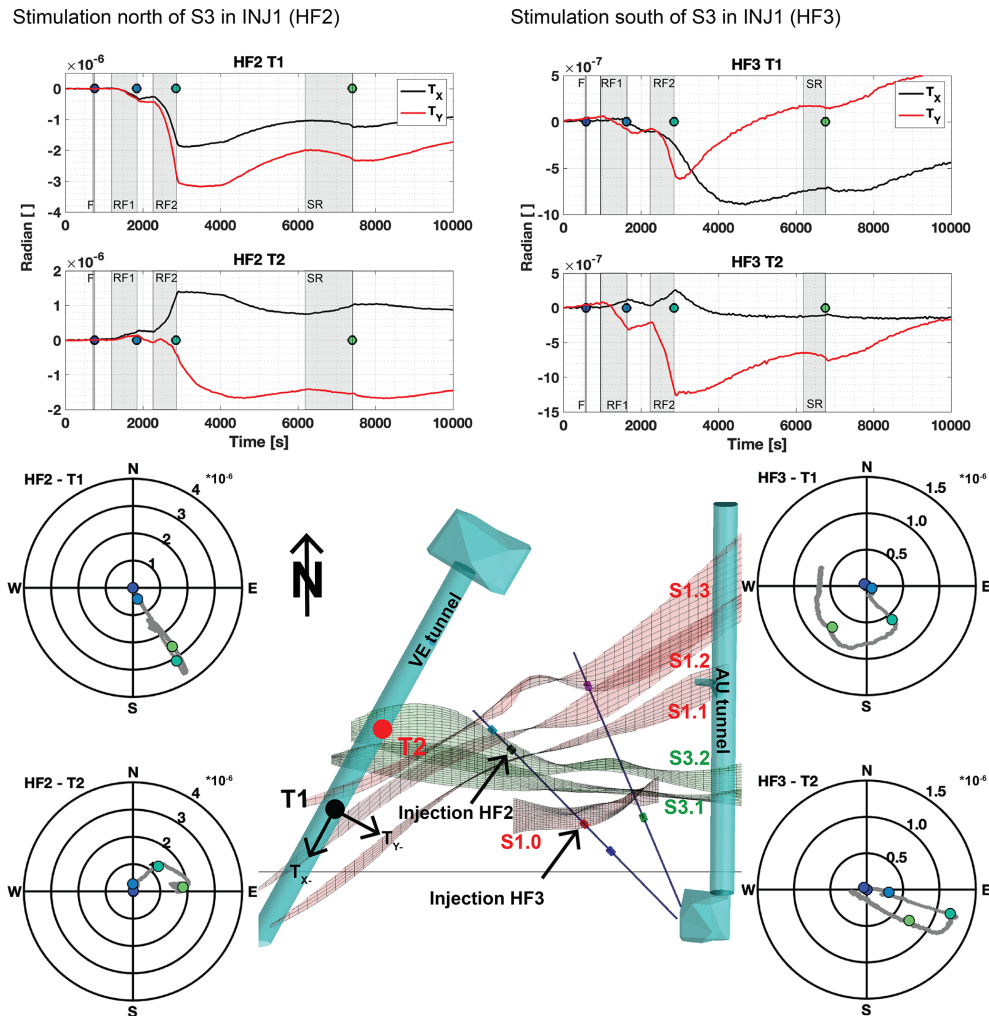 Stimulation north of S3 in INJ1 (HF2)
Stimulation south of S3 in INJ1 (HF3)
×10⁻⁶
HF2 T1
1
0
-1
-2
-3
-4
T_X
T_Y
F
RF1
RF2
SR
0 2000 4000 6000 8000 10000
×10⁻⁷
HF3 T1
5
0
-5
-10
F
RF1
RF2
SR
T_X
T_Y
0 2000 4000 6000 8000 10000
Radian [ ]
×10⁻⁶
HF2 T2
2
1
0
-1
-2
F
RF1
RF2
SR
0 2000 4000 6000 8000 10000
Time [s]
Radian [ ]
×10⁻⁷
HF3 T2
5
0
-5
-10
-15
F
RF1
RF2
SR
0 2000 4000 6000 8000 10000
Time [s]
HF2 - T1
N
E
S
W
1
2
3
4
*10⁻⁶
HF3 - T1
N
E
S
W
0.5
1.0
1.5
*10⁻⁶
N
VE tunnel
AU tunnel
S1.3
S1.2
S1.1
S3.2
S3.1
S1.0
T2
T1
T_X-
T_Y-
Injection HF2
Injection HF3
HF2 - T2
N
E
S
W
1
2
3
4
*10⁻⁶
HF3 - T2
N
E
S
W
0.5
1.0
1.5
*10⁻⁶